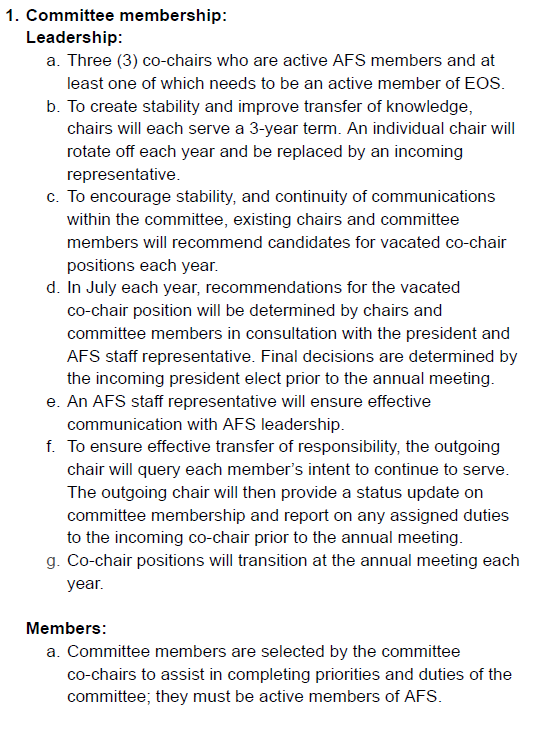 1. Committee membership:
Leadership:
a. Three (3) co-chairs who are active AFS members and at
least one of which needs to be an active member of EOS.
b. To create stability and improve transfer of knowledge,
chairs will each serve a 3-year term. An individual chair will
rotate off each year and be replaced by an incoming
representative.
c. To encourage stability, and continuity of communications
within the committee, existing chairs and committee
members will recommend candidates for vacated co-chair
positions each year.
d. In July each year, recommendations for the vacated
co-chair position will be determined by chairs and
committee members in consultation with the president and
AFS staff representative. Final decisions are determined by
the incoming president elect prior to the annual meeting.
e. An AFS staff representative will ensure effective
communication with AFS leadership.
f. To ensure effective transfer of responsibility, the outgoing
chair will query each member's intent to continue to serve.
The outgoing chair will then provide a status update on
committee membership and report on any assigned duties
to the incoming co-chair prior to the annual meeting.
g. Co-chair positions will transition at the annual meeting each
year.
Members:
a. Committee members are selected by the committee
co-chairs to assist in completing priorities and duties of the
committee; they must be active members of AFS.